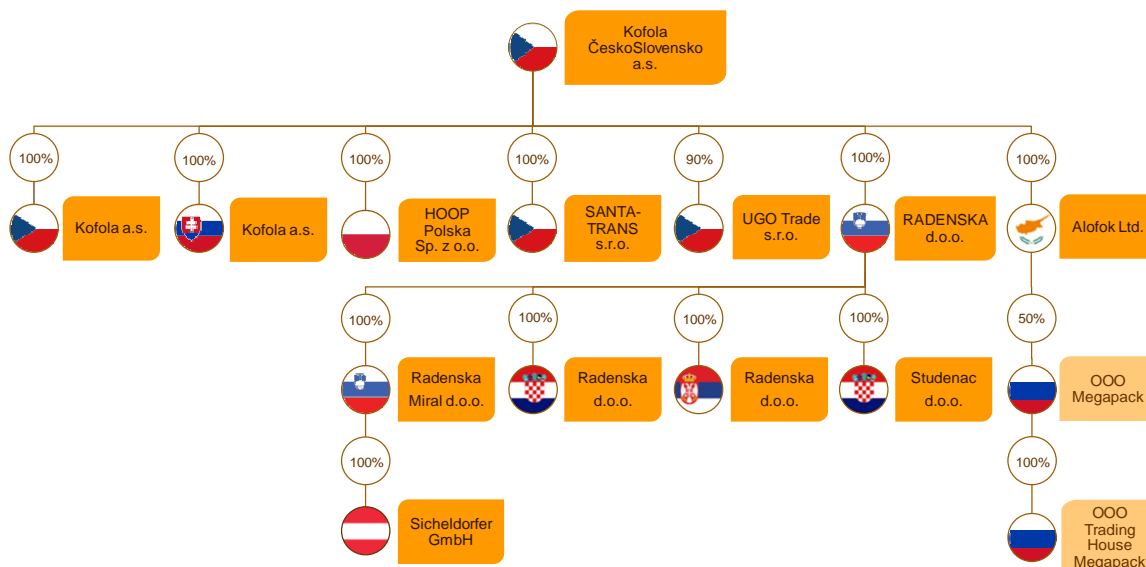 Kofola
ČeskoSlovensko
a.s.
100%
100%
100%
100%
90%
100%
100%
Kofola a.s.
Kofola a.s.
HOOP
Polska
Sp. z o.o.
SANTA-
TRANS
s.r.o.
UGO Trade
s.r.o.
RADENSKA
d.o.o.
Alofok Ltd.
100%
100%
100%
100%
50%
Radenska
Miral d.o.o.
Radenska
d.o.o.
Radenska
d.o.o.
Studenac
d.o.o.
OOO
Megapack
100%
100%
Sicheldorfer
GmbH
OOO
Trading
House
Megapack